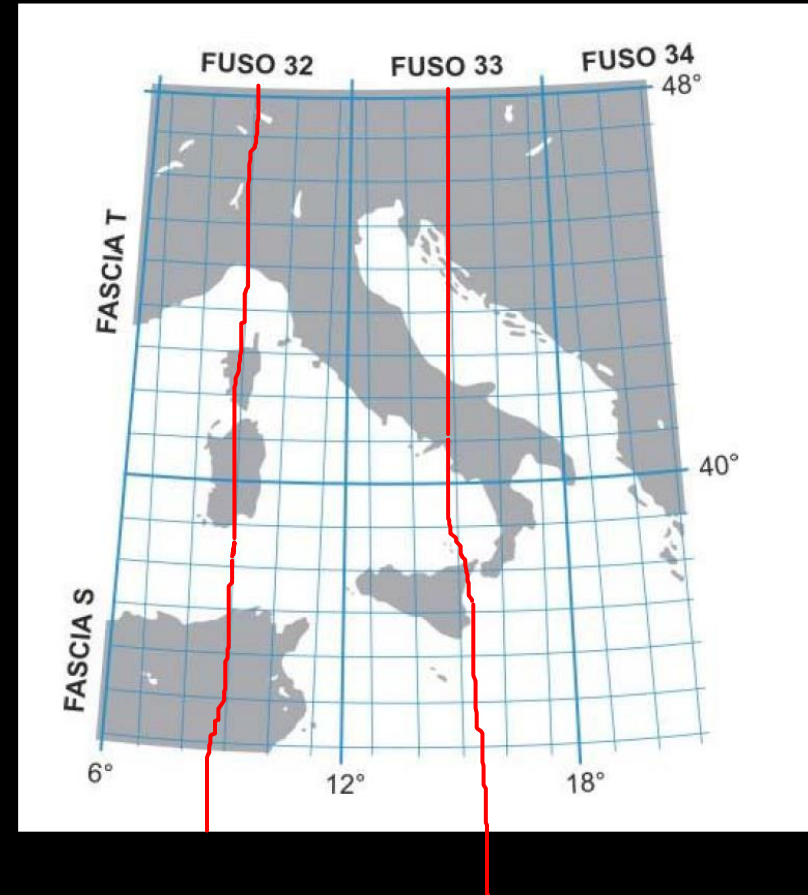 FUSO 32
FUSO 33
FUSO 34
48°
FASCIA T
40°
FASCIA S
6°
12°
18°